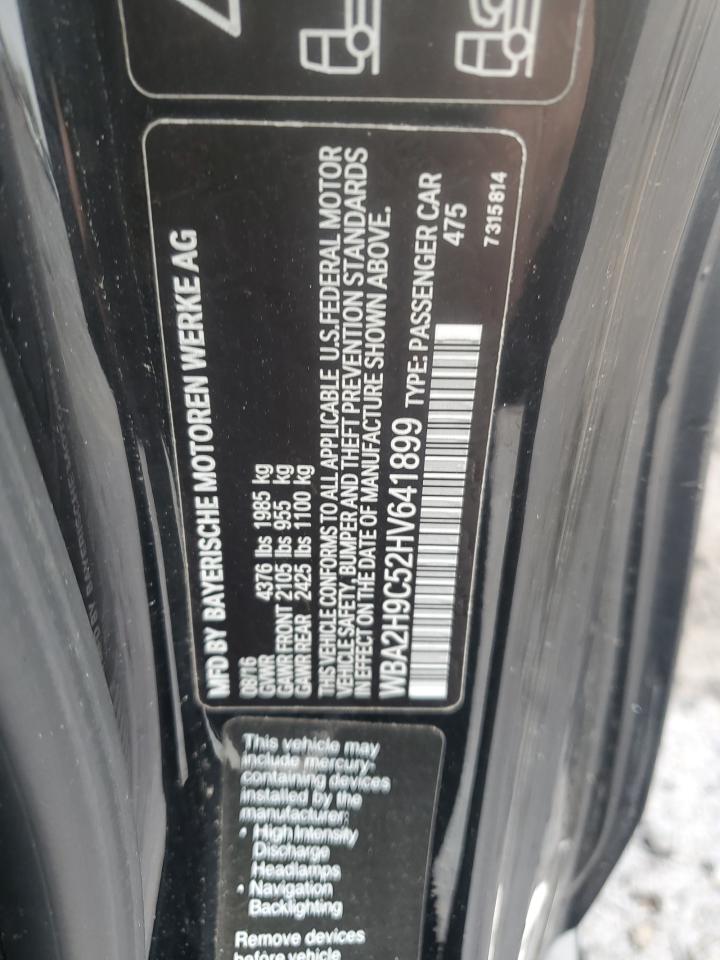 MFD BY BAYERISCHE MOTOREN WERKE AG
08/16
GVWR 4376 lbs 1985 kg
GAWR FRONT 2105 lbs 955 kg
GAWR REAR 2425 lbs 1100 kg
THIS VEHICLE CONFORMS TO ALL APPLICABLE U.S. FEDERAL MOTOR
VEHICLE SAFETY, BUMPER AND THEFT PREVENTION STANDARDS
IN EFFECT ON THE DATE OF MANUFACTURE SHOWN ABOVE.
WBA2H9C52HV641899 TYPE: PASSENGER CAR
475
7315814
This vehicle may
include mercury-
containing devices
installed by the
manufacturer:
• High Intensity
Discharge
Headlamps
• Navigation
Backlighting
Remove devices
before vehicle